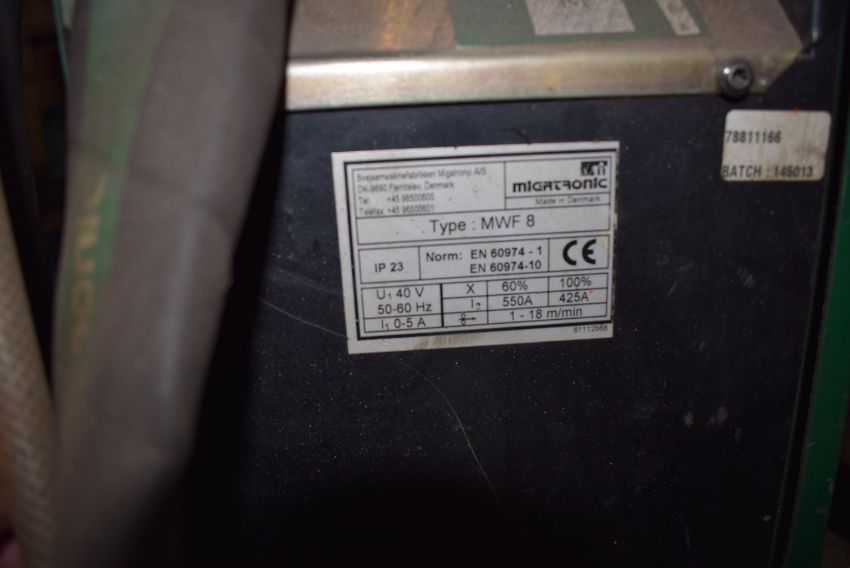 78811166
BATCH : 146013
Svejsemaskinefabrikken Migatronic A/S
DK-9690 Fjerritslev, Denmark
Tel. +45 96500600
Telefax +45 96500601
migatronic
Made in Denmark
Type : MWF 8
IP 23
Norm: EN 60974 - 1
EN 60974-10
CE
U1 40 V
50-60 Hz
I1 0-5 A
X 60% 100%
I2 550A 425A
1 - 18 m/min
61112568